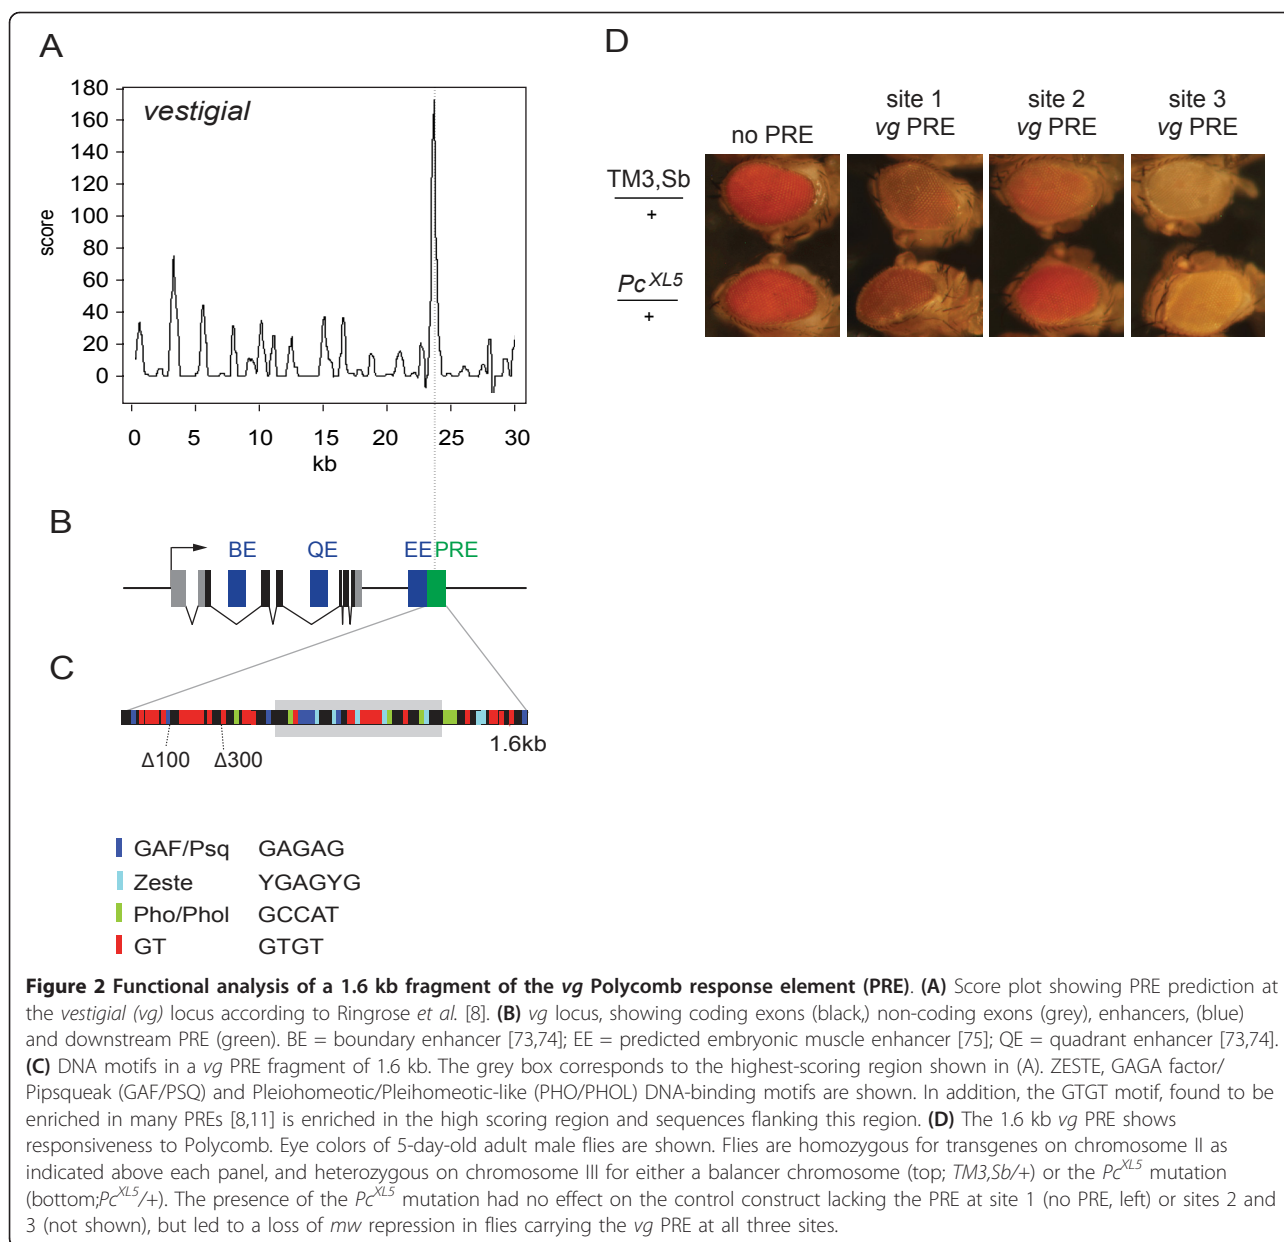 A
vestigial
180
160
140
120
100
80
60
40
20
0
score
0 5 10 15 20 25 30
kb
D
no PRE
site 1
vg PRE
site 2
vg PRE
site 3
vg PRE
TM3,Sb
+
Pc XL5
+
B
BE QE EE PRE
C
Δ100 Δ300 1.6kb
GAF/Psq GAGAG
Zeste YGAGYG
Pho/Phol GCCAT
GT GTGT
Figure 2 Functional analysis of a 1.6 kb fragment of the vg Polycomb response element (PRE). (A) Score plot showing PRE prediction at
the vestigial (vg) locus according to Ringrose et al. [8]. (B) vg locus, showing coding exons (black,) non-coding exons (grey), enhancers, (blue)
and downstream PRE (green). BE = boundary enhancer [73,74]; EE = predicted embryonic muscle enhancer [75]; QE = quadrant enhancer [73,74].
(C) DNA motifs in a vg PRE fragment of 1.6 kb. The grey box corresponds to the highest-scoring region shown in (A). ZESTE, GAGA factor/
Pipsqueak (GAF/PSQ) and Pleiohomeotic/Pleihomeotic-like (PHO/PHOL) DNA-binding motifs are shown. In addition, the GTGT motif, found to be
enriched in many PREs [8,11] is enriched in the high scoring region and sequences flanking this region. (D) The 1.6 kb vg PRE shows
responsiveness to Polycomb. Eye colors of 5-day-old adult male flies are shown. Flies are homozygous for transgenes on chromosome II as
indicated above each panel, and heterozygous on chromosome III for either a balancer chromosome (top; TM3,Sb/+) or the Pc XL5 mutation
(bottom;Pc XL5/+). The presence of the Pc XL5 mutation had no effect on the control construct lacking the PRE at site 1 (no PRE, left) or sites 2 and
3 (not shown), but led to a loss of mw repression in flies carrying the vg PRE at all three sites.